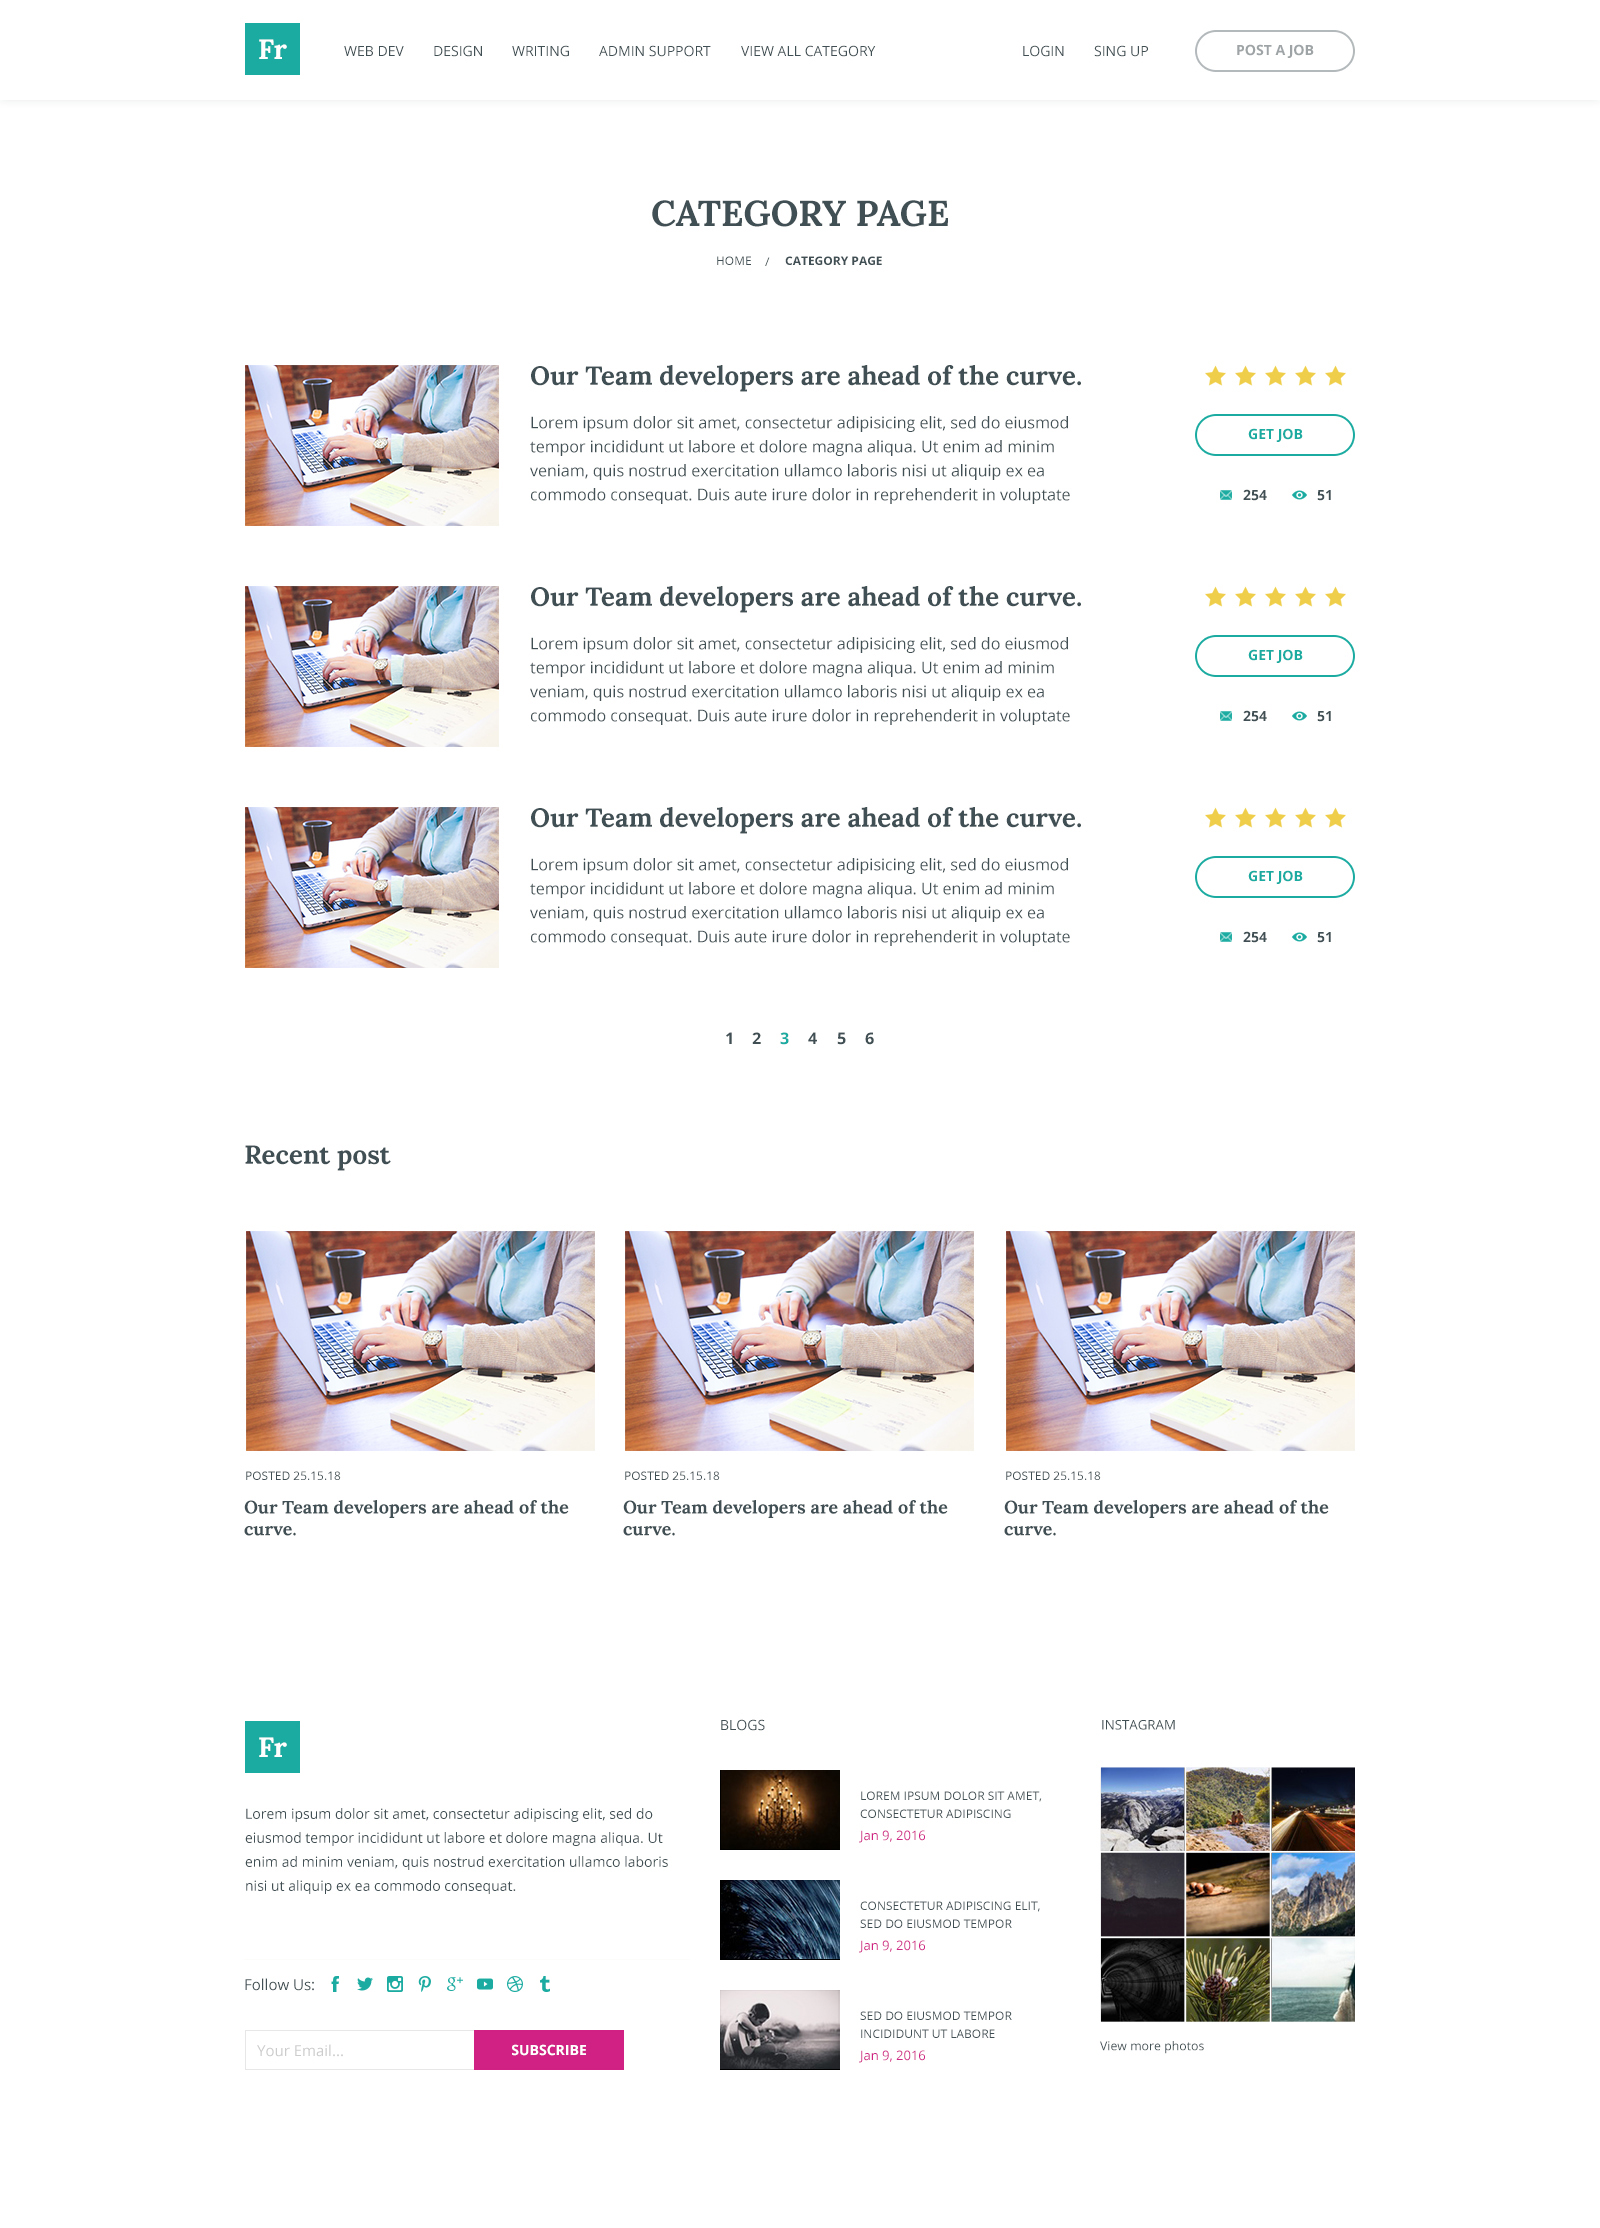 Fr
WEB DEV DESIGN WRITING ADMIN SUPPORT VIEW ALL CATEGORY LOGIN SING UP POST A JOB
CATEGORY PAGE
HOME / CATEGORY PAGE
Our Team developers are ahead of the curve.
Lorem ipsum dolor sit amet, consectetur adipisicing elit, sed do eiusmod
tempor incididunt ut labore et dolore magna aliqua. Ut enim ad minim
veniam, quis nostrud exercitation ullamco laboris nisi ut aliquip ex ea
commodo consequat. Duis aute irure dolor in reprehenderit in voluptate
GET JOB
254 51
Our Team developers are ahead of the curve.
Lorem ipsum dolor sit amet, consectetur adipisicing elit, sed do eiusmod
tempor incididunt ut labore et dolore magna aliqua. Ut enim ad minim
veniam, quis nostrud exercitation ullamco laboris nisi ut aliquip ex ea
commodo consequat. Duis aute irure dolor in reprehenderit in voluptate
GET JOB
254 51
Our Team developers are ahead of the curve.
Lorem ipsum dolor sit amet, consectetur adipisicing elit, sed do eiusmod
tempor incididunt ut labore et dolore magna aliqua. Ut enim ad minim
veniam, quis nostrud exercitation ullamco laboris nisi ut aliquip ex ea
commodo consequat. Duis aute irure dolor in reprehenderit in voluptate
GET JOB
254 51
1 2 3 4 5 6
Recent post
POSTED 25.15.18
Our Team developers are ahead of the
curve.
POSTED 25.15.18
Our Team developers are ahead of the
curve.
POSTED 25.15.18
Our Team developers are ahead of the
curve.
Fr
Lorem ipsum dolor sit amet, consectetur adipiscing elit, sed do
eiusmod tempor incididunt ut labore et dolore magna aliqua. Ut
enim ad minim veniam, quis nostrud exercitation ullamco laboris
nisi ut aliquip ex ea commodo consequat.
Follow Us:
Your Email...
SUBSCRIBE
BLOGS
LOREM IPSUM DOLOR SIT AMET,
CONSECTETUR ADIPISCING
Jan 9, 2016
CONSECTETUR ADIPISCING ELIT,
SED DO EIUSMOD TEMPOR
Jan 9, 2016
SED DO EIUSMOD TEMPOR
INCIDIDUNT UT LABORE
Jan 9, 2016
INSTAGRAM
View more photos